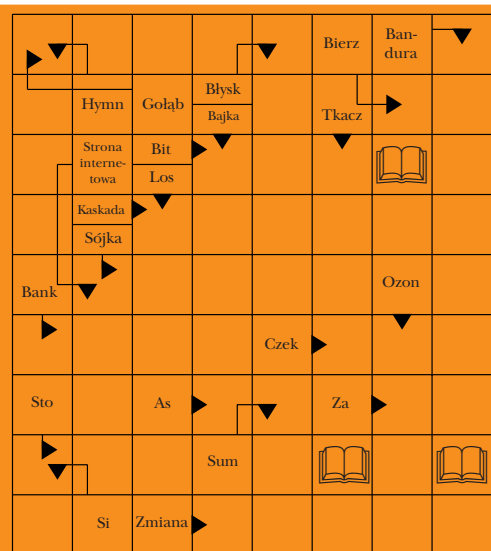 Bierz
Ban-
dura
Hymn
Gołąb
Błysk
Bajka
Tkacz
Strona
interne-
towa
Bit
Los
Kaskada
Sójka
Bank
Ozon
Czek
Sto
As
Za
Sum
Si
Zmiana